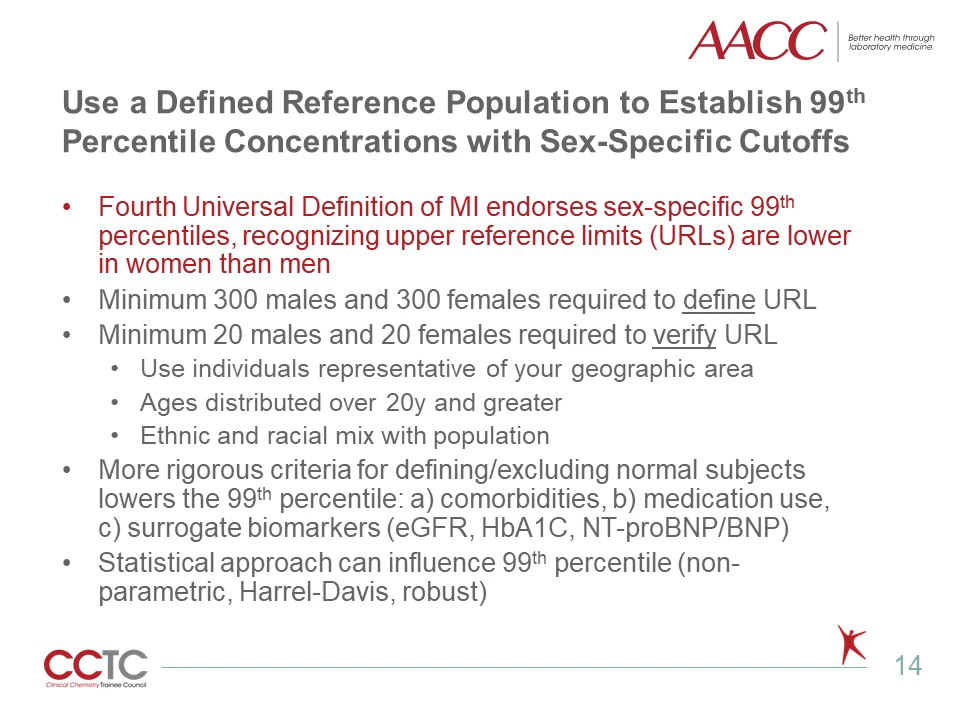 AACC
Better health through
laboratory medicine.
Use a Defined Reference Population to Establish 99th
Percentile Concentrations with Sex-Specific Cutoffs
• Fourth Universal Definition of MI endorses sex-specific 99th
percentiles, recognizing upper reference limits (URLs) are lower
in women than men
• Minimum 300 males and 300 females required to define URL
• Minimum 20 males and 20 females required to verify URL
• Use individuals representative of your geographic area
• Ages distributed over 20y and greater
• Ethnic and racial mix with population
• More rigorous criteria for defining/excluding normal subjects
lowers the 99th percentile: a) comorbidities, b) medication use,
c) surrogate biomarkers (eGFR, HbA1C, NT-proBNP/BNP)
• Statistical approach can influence 99th percentile (non-
parametric, Harrel-Davis, robust)
CCTC
Clinical Chemistry Trainee Council
14